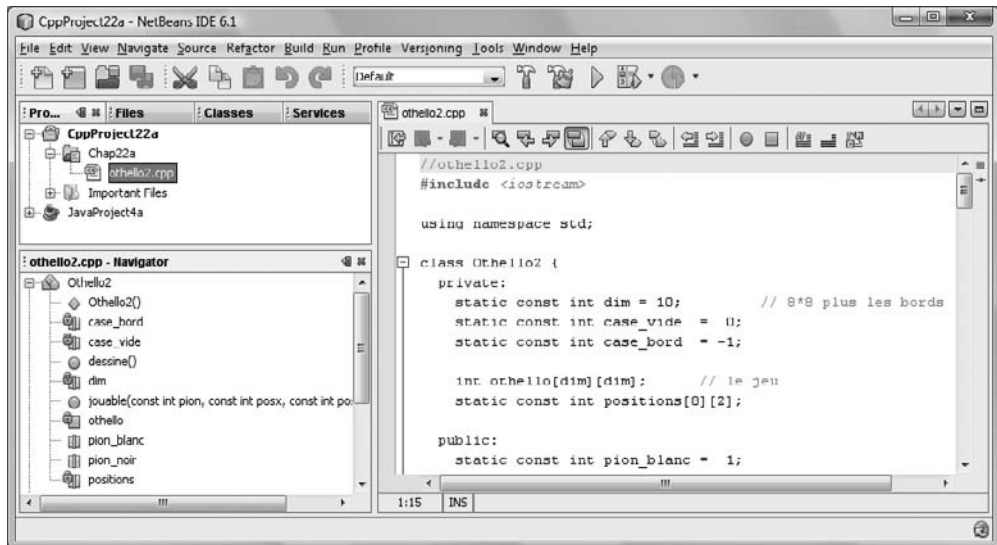 CppProject22a - NetBeans IDE 6.1
File Edit View Navigate Source Refactor Build Run Profile Versioning Tools Window Help
Default
Pro... Files Classes Services
CppProject22a
Chap22a
othello2.cpp
Important Files
JavaProject4a
othello2.cpp - Navigator
Othello2
Othello2()
case_bord
case_vide
dessine()
dim
jouable(const int pion, const int posx, const int po
othello
pion_blanc
pion_noir
positions
othello2.cpp
//othello2.cpp
#include <iostream>
using namespace std;
class Othello2 {
private:
static const int dim = 10; // 8*8 plus les bords
static const int case_vide = 0;
static const int case_bord = -1;
int othello[dim][dim]; // le jeu
static const int positions[8][2];
public:
static const int pion_blanc = 1;
1:15 INS